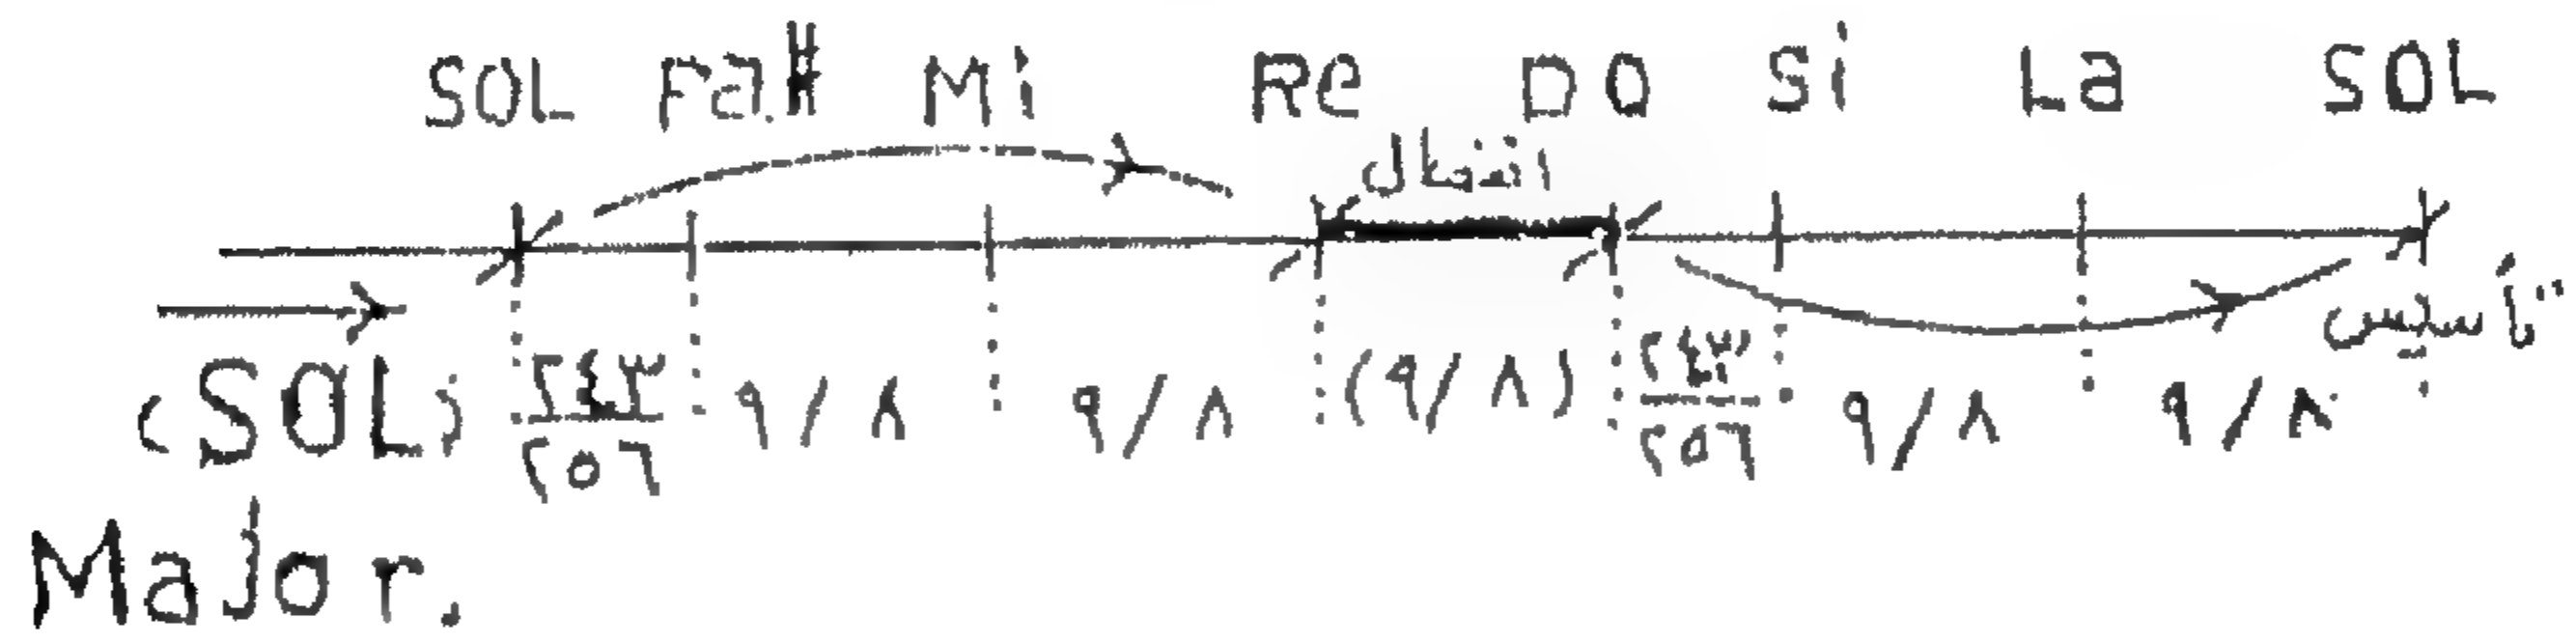 SOL Fa.# Mi Re DO Si La SOL
انفصال
"تأسيس
(SOL) ٢٤٣/٢٥٦ ٩/٨ ٩/٨ (٩/٨) ٢٤٣/٢٥٦ ٩/٨ ٩/٨
Major.